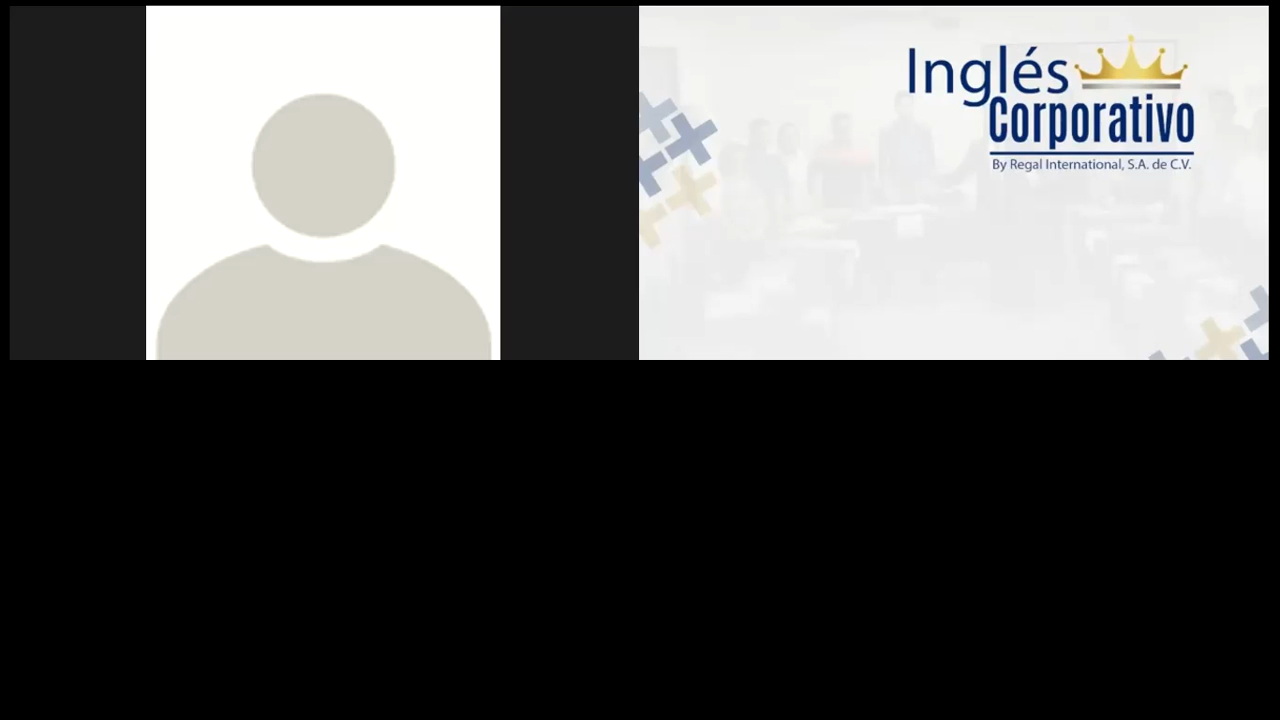 Inglés
Corporativo
By Regal International, S.A. de C.V.